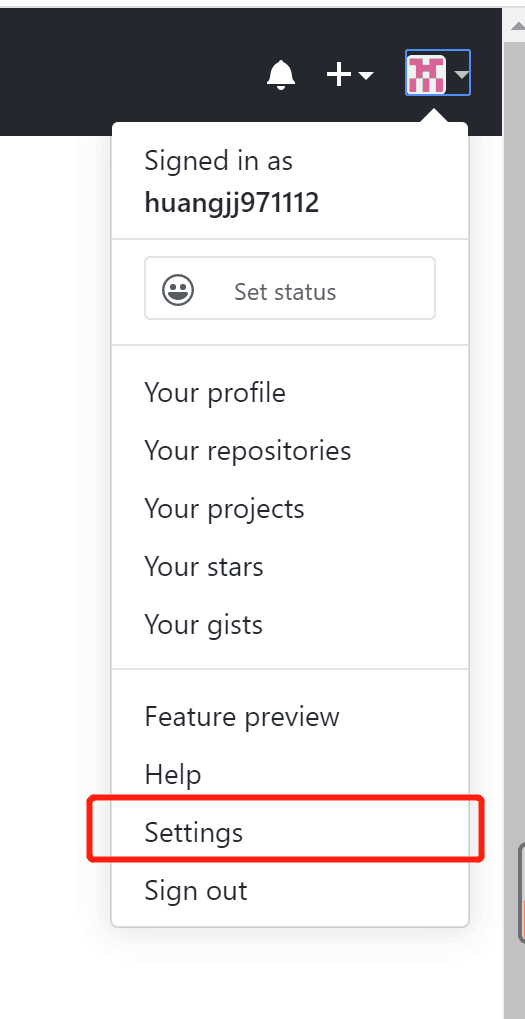 Signed in as
huangjj971112
Set status
Your profile
Your repositories
Your projects
Your stars
Your gists
Feature preview
Help
Settings
Sign out